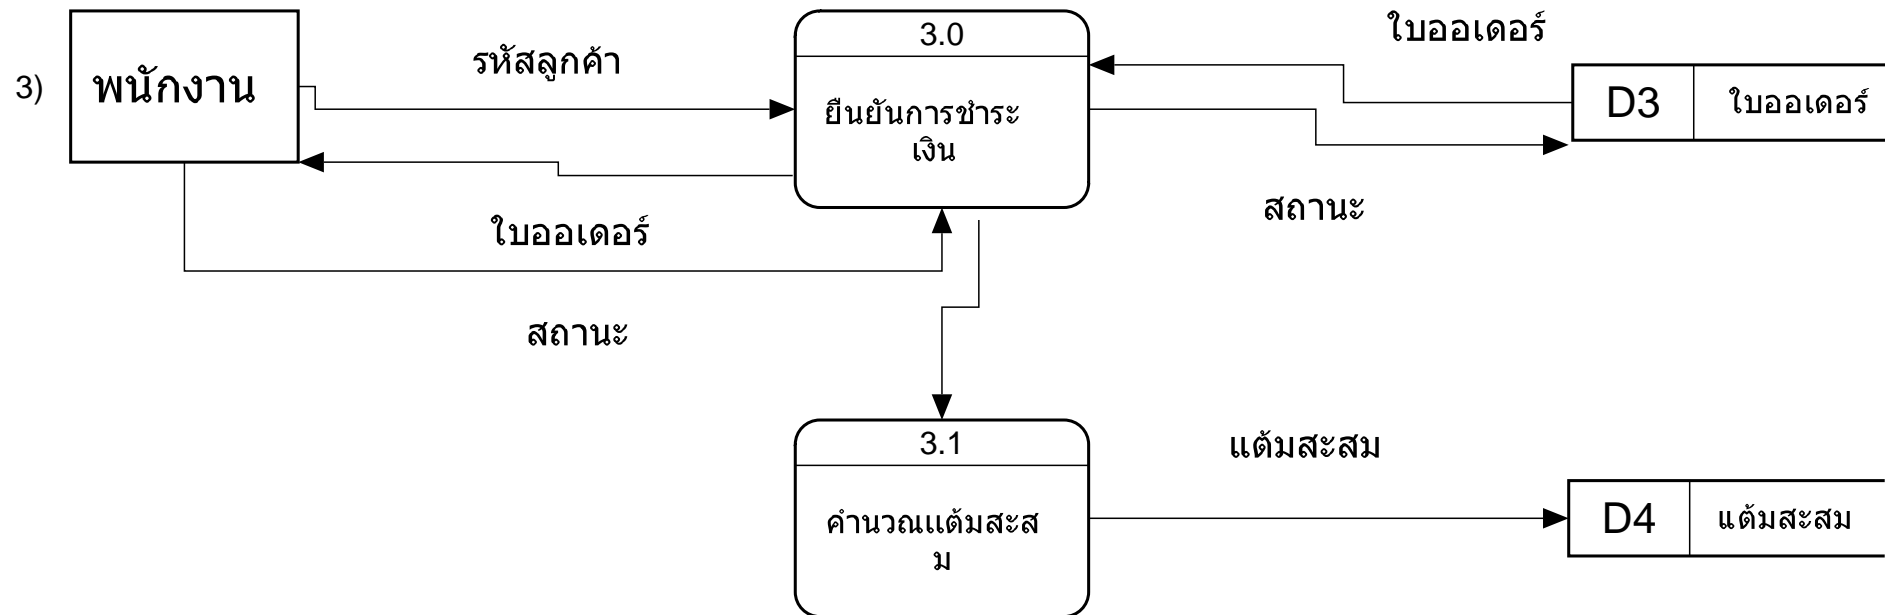 3)
พนักงาน
รหัสลูกค้า
3.0
ยืนยันการชำระ
เงิน
ใบออเดอร์
D3
ใบออเดอร์
สถานะ
ใบออเดอร์
สถานะ
3.1
คำนวณแต้มสะส
ม
แต้มสะสม
D4
แต้มสะสม